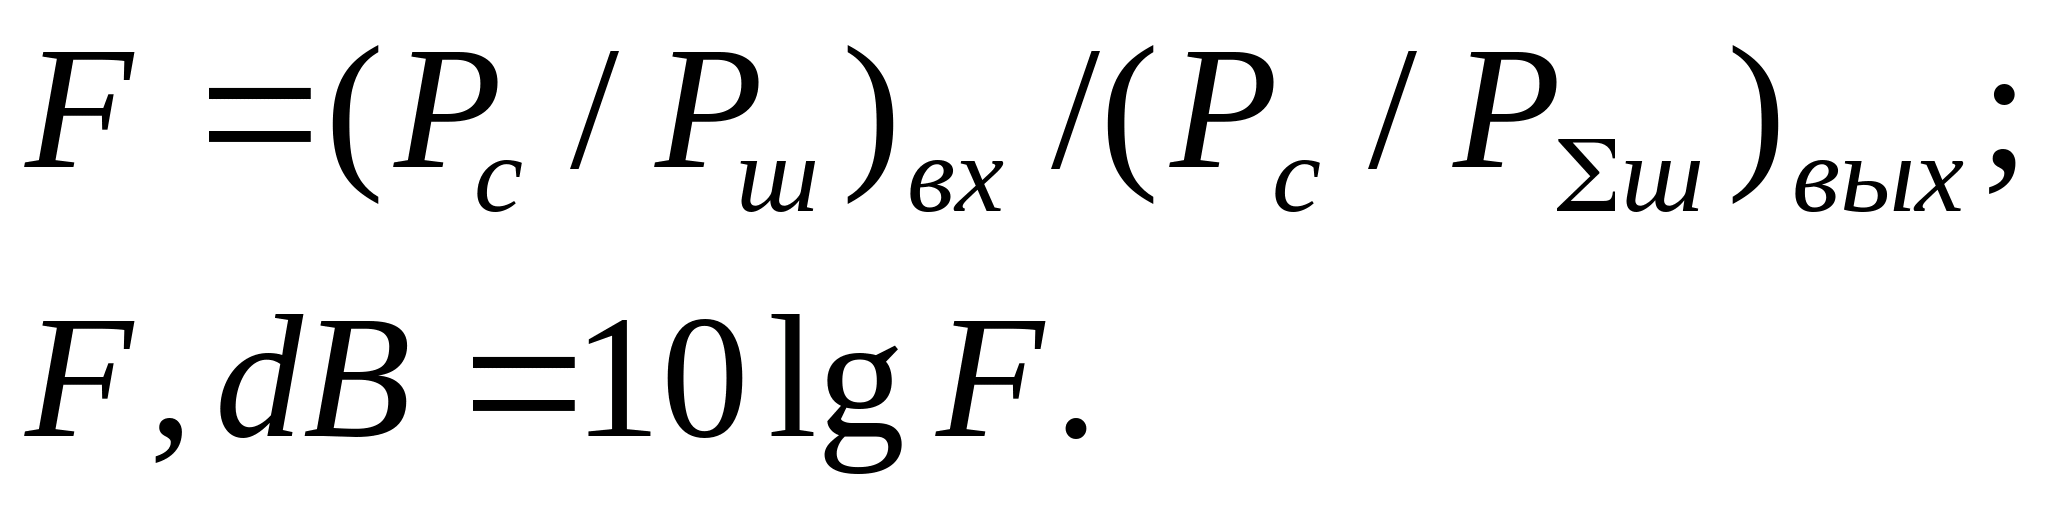 F = (P_с / P_ш)_вх / (P_с / P_Σш)_вых ;
F, dB = 10 lg F.